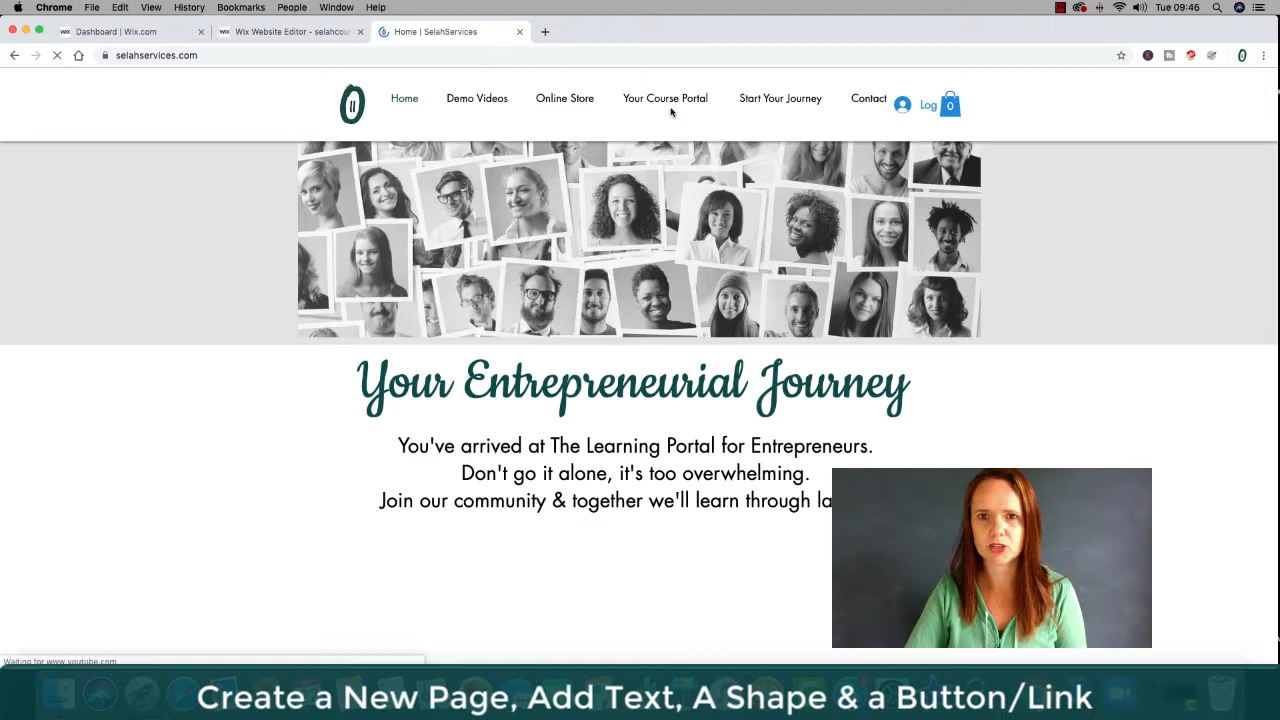 Chrome File Edit View History Bookmarks People Window Help Tue 09:46
Dashboard | Wix.com
Wix Website Editor - selahcou
Home | SelahServices
selahservices.com
Home Demo Videos Online Store Your Course Portal Start Your Journey Contact Log 0
Your Entrepreneurial Journey
You've arrived at The Learning Portal for Entrepreneurs.
Don't go it alone, it's too overwhelming.
Join our community & together we'll learn through la
Waiting for www.youtube.com
Create a New Page, Add Text, A Shape & a Button/Link